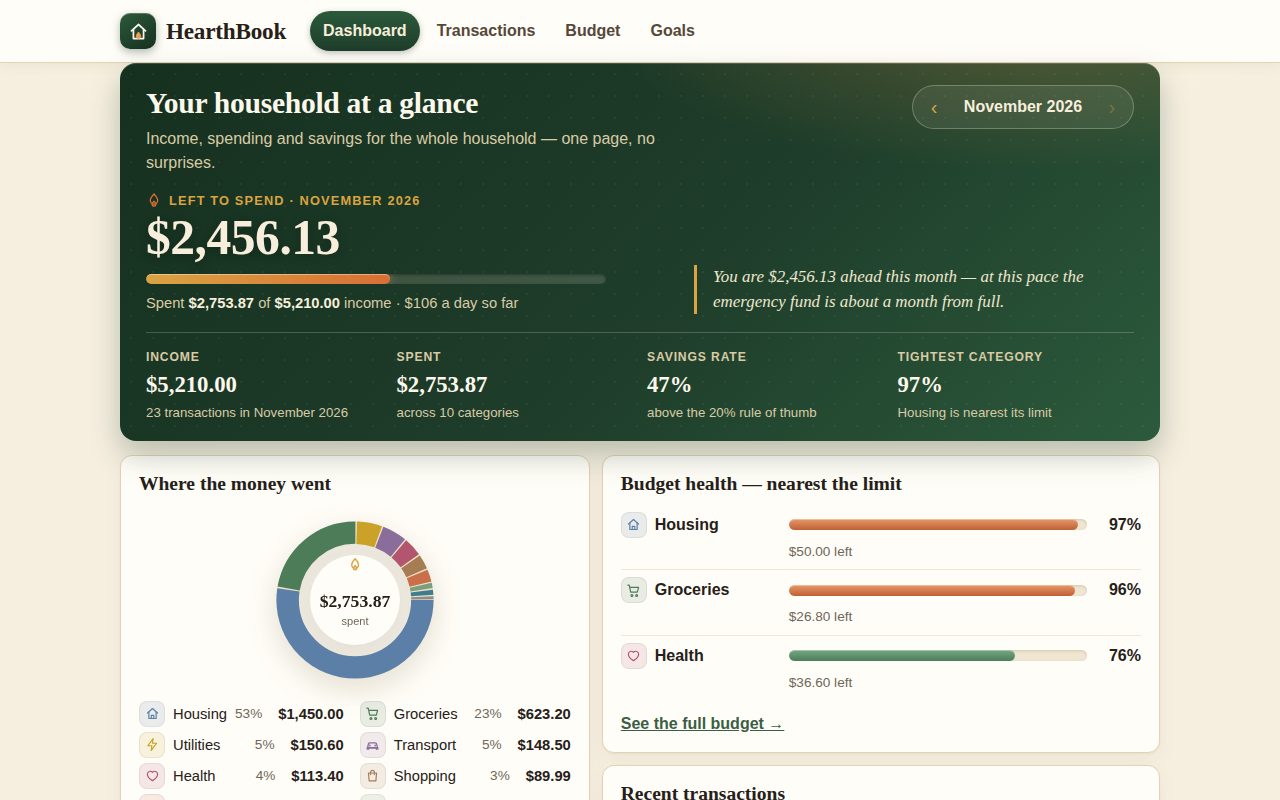 HearthBook
Dashboard
Transactions
Budget
Goals
Your household at a glance
Income, spending and savings for the whole household — one page, no
surprises.
‹ November 2026 ›
LEFT TO SPEND · NOVEMBER 2026
$2,456.13
Spent $2,753.87 of $5,210.00 income · $106 a day so far
You are $2,456.13 ahead this month — at this pace the
emergency fund is about a month from full.
INCOME
$5,210.00
23 transactions in November 2026
SPENT
$2,753.87
across 10 categories
SAVINGS RATE
47%
above the 20% rule of thumb
TIGHTEST CATEGORY
97%
Housing is nearest its limit
Where the money went
$2,753.87
spent
Housing 53% $1,450.00
Groceries 23% $623.20
Utilities 5% $150.60
Transport 5% $148.50
Health 4% $113.40
Shopping 3% $89.99
Budget health — nearest the limit
Housing 97%
$50.00 left
Groceries 96%
$26.80 left
Health 76%
$36.60 left
See the full budget →
Recent transactions